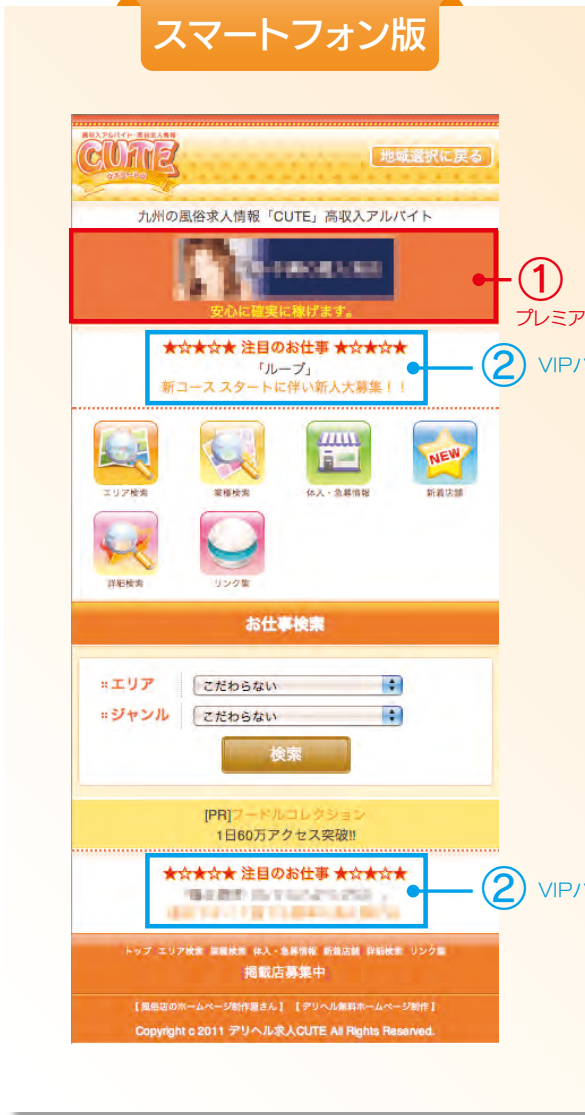 スマートフォン版
高収入アルバイト・風俗求人情報
CUTE
地域選択に戻る
九州の風俗求人情報「CUTE」高収入アルバイト
安心に確実に稼げます。
①
プレミア
★☆★☆★ 注目のお仕事 ★☆★☆★
「ループ」
新コース スタートに伴い新人大募集！！
② VIPバ
NEW
エリア検索 業種検索 体入・急募情報 新着店舗
詳細検索 リンク集
お仕事検索
エリア こだわらない
ジャンル こだわらない
検索
[PR]フードルコレクション
1日60万アクセス突破!!
★☆★☆★ 注目のお仕事 ★☆★☆★
② VIPバ
トップ エリア検索 業種検索 体入・急募情報 新着店舗 詳細検索 リンク集
掲載店募集中
【風俗店のホームページ制作屋さん】【デリヘル無料ホームページ制作】
Copyright c 2011 デリヘル求人CUTE All Rights Reserved.